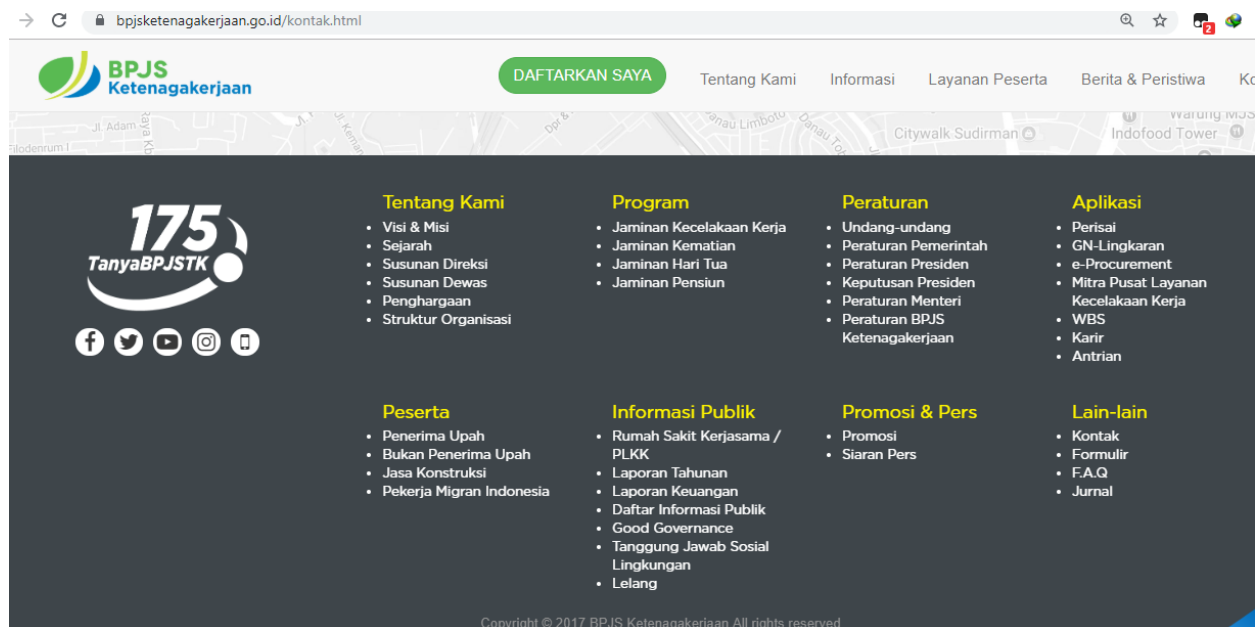 bpjsketenagakerjaan.go.id/kontak.html
2
BPJS
Ketenagakerjaan
DAFTARKAN SAYA
Tentang Kami
Informasi
Layanan Peserta
Berita & Peristiwa
Jl. Adam
Citywalk Sudirman
Indofood Tower
175
TanyaBPJSTK
Tentang Kami
• Visi & Misi
• Sejarah
• Susunan Direksi
• Susunan Dewas
• Penghargaan
• Struktur Organisasi
Program
• Jaminan Kecelakaan Kerja
• Jaminan Kematian
• Jaminan Hari Tua
• Jaminan Pensiun
Peraturan
• Undang-undang
• Peraturan Pemerintah
• Peraturan Presiden
• Keputusan Presiden
• Peraturan Menteri
• Peraturan BPJS
Ketenagakerjaan
Aplikasi
• Perisai
• GN-Lingkaran
• e-Procurement
• Mitra Pusat Layanan
Kecelakaan Kerja
• WBS
• Karir
• Antrian
Peserta
• Penerima Upah
• Bukan Penerima Upah
• Jasa Konstruksi
• Pekerja Migran Indonesia
Informasi Publik
• Rumah Sakit Kerjasama /
PLKK
• Laporan Tahunan
• Laporan Keuangan
• Daftar Informasi Publik
• Good Governance
• Tanggung Jawab Sosial
Lingkungan
• Lelang
Promosi & Pers
• Promosi
• Siaran Pers
Lain-lain
• Kontak
• Formulir
• F.A.Q
• Jurnal
Copyright © 2017 BPJS Ketenagakerjaan All rights reserved